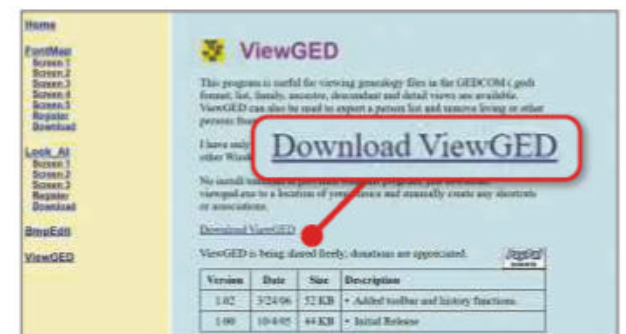 Home
FontMap
Screen 1
Screen 2
Screen 3
Screen 4
Screen 5
Register
Download
Look_At
Screen 1
Screen 2
Screen 3
Register
Download
BmpEdit
ViewGED
ViewGED
This program is useful for viewing genealogy files in the GEDCOM (.ged)
format; list, family, ancestor, descendant and detail views are available.
ViewGED can also be used to export a person list and remove living or other
persons from
I have only
other
Download ViewGED
No install
to a location of your and manually create any shortcuts
or associations.
Download ViewGED
ViewGED is being shared freely; donations are appreciated.
Version Date Size Description
1.02 3/24/06 52 KB • Added toolbar and history functions.
1.00 10/4/05 44 KB • Initial Release